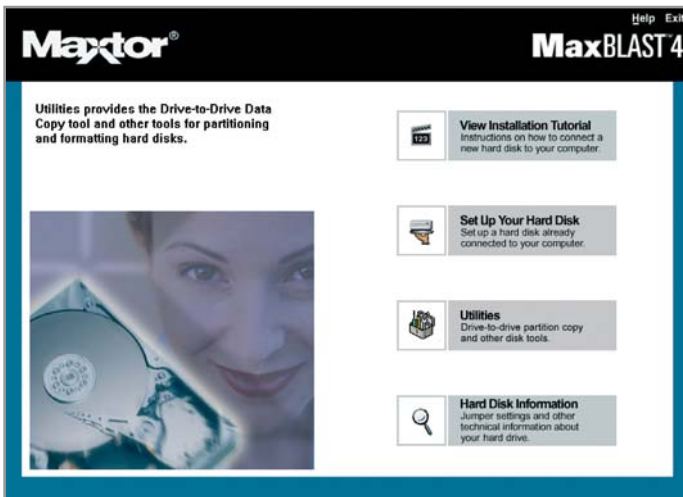 Help Exit
Maxtor®
MaxBLAST™4
Utilities provides the Drive-to-Drive Data
Copy tool and other tools for partitioning
and formatting hard disks.
123
View Installation Tutorial
Instructions on how to connect a
new hard disk to your computer.
Set Up Your Hard Disk
Set up a hard disk already
connected to your computer.
Utilities
Drive-to-drive partition copy
and other disk tools.
Hard Disk Information
Jumper settings and other
technical information about
your hard drive.